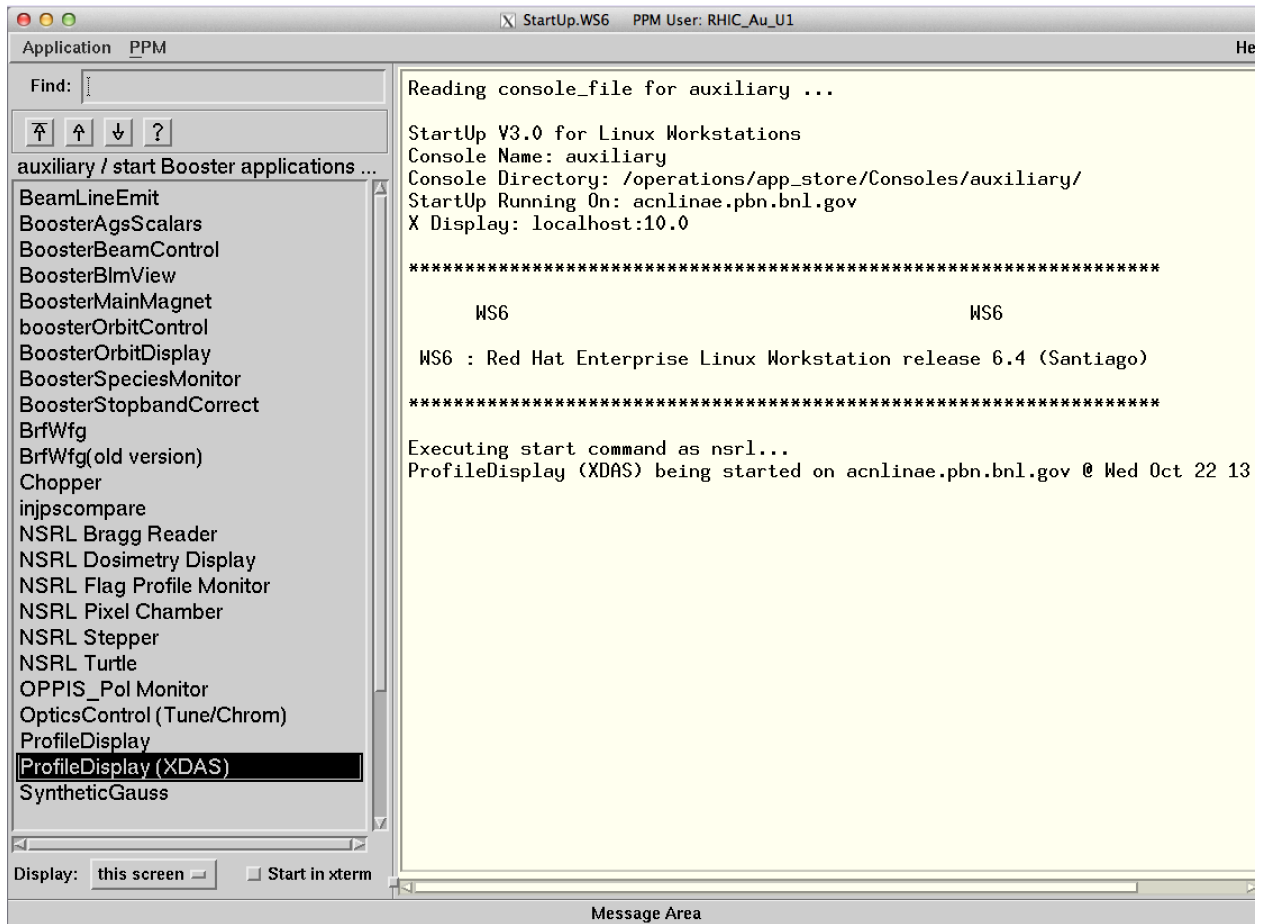 StartUp.WS6 PPM User: RHIC_Au_U1
Application PPM
He
Find:
?
auxiliary / start Booster applications ...
BeamLineEmit
BoosterAgsScalars
BoosterBeamControl
BoosterBlmView
BoosterMainMagnet
boosterOrbitControl
BoosterOrbitDisplay
BoosterSpeciesMonitor
BoosterStopbandCorrect
BrfWfg
BrfWfg(old version)
Chopper
injpscompare
NSRL Bragg Reader
NSRL Dosimetry Display
NSRL Flag Profile Monitor
NSRL Pixel Chamber
NSRL Stepper
NSRL Turtle
OPPIS_Pol Monitor
OpticsControl (Tune/Chrom)
ProfileDisplay
ProfileDisplay (XDAS)
SyntheticGauss
Display: this screen Start in xterm
Reading console_file for auxiliary ...
StartUp V3.0 for Linux Workstations
Console Name: auxiliary
Console Directory: /operations/app_store/Consoles/auxiliary/
StartUp Running On: acnlinae.pbn.bnl.gov
X Display: localhost:10.0
*******************************************************************
WS6 WS6
WS6 : Red Hat Enterprise Linux Workstation release 6.4 (Santiago)
*******************************************************************
Executing start command as nsrl...
ProfileDisplay (XDAS) being started on acnlinae.pbn.bnl.gov @ Wed Oct 22 13
Message Area